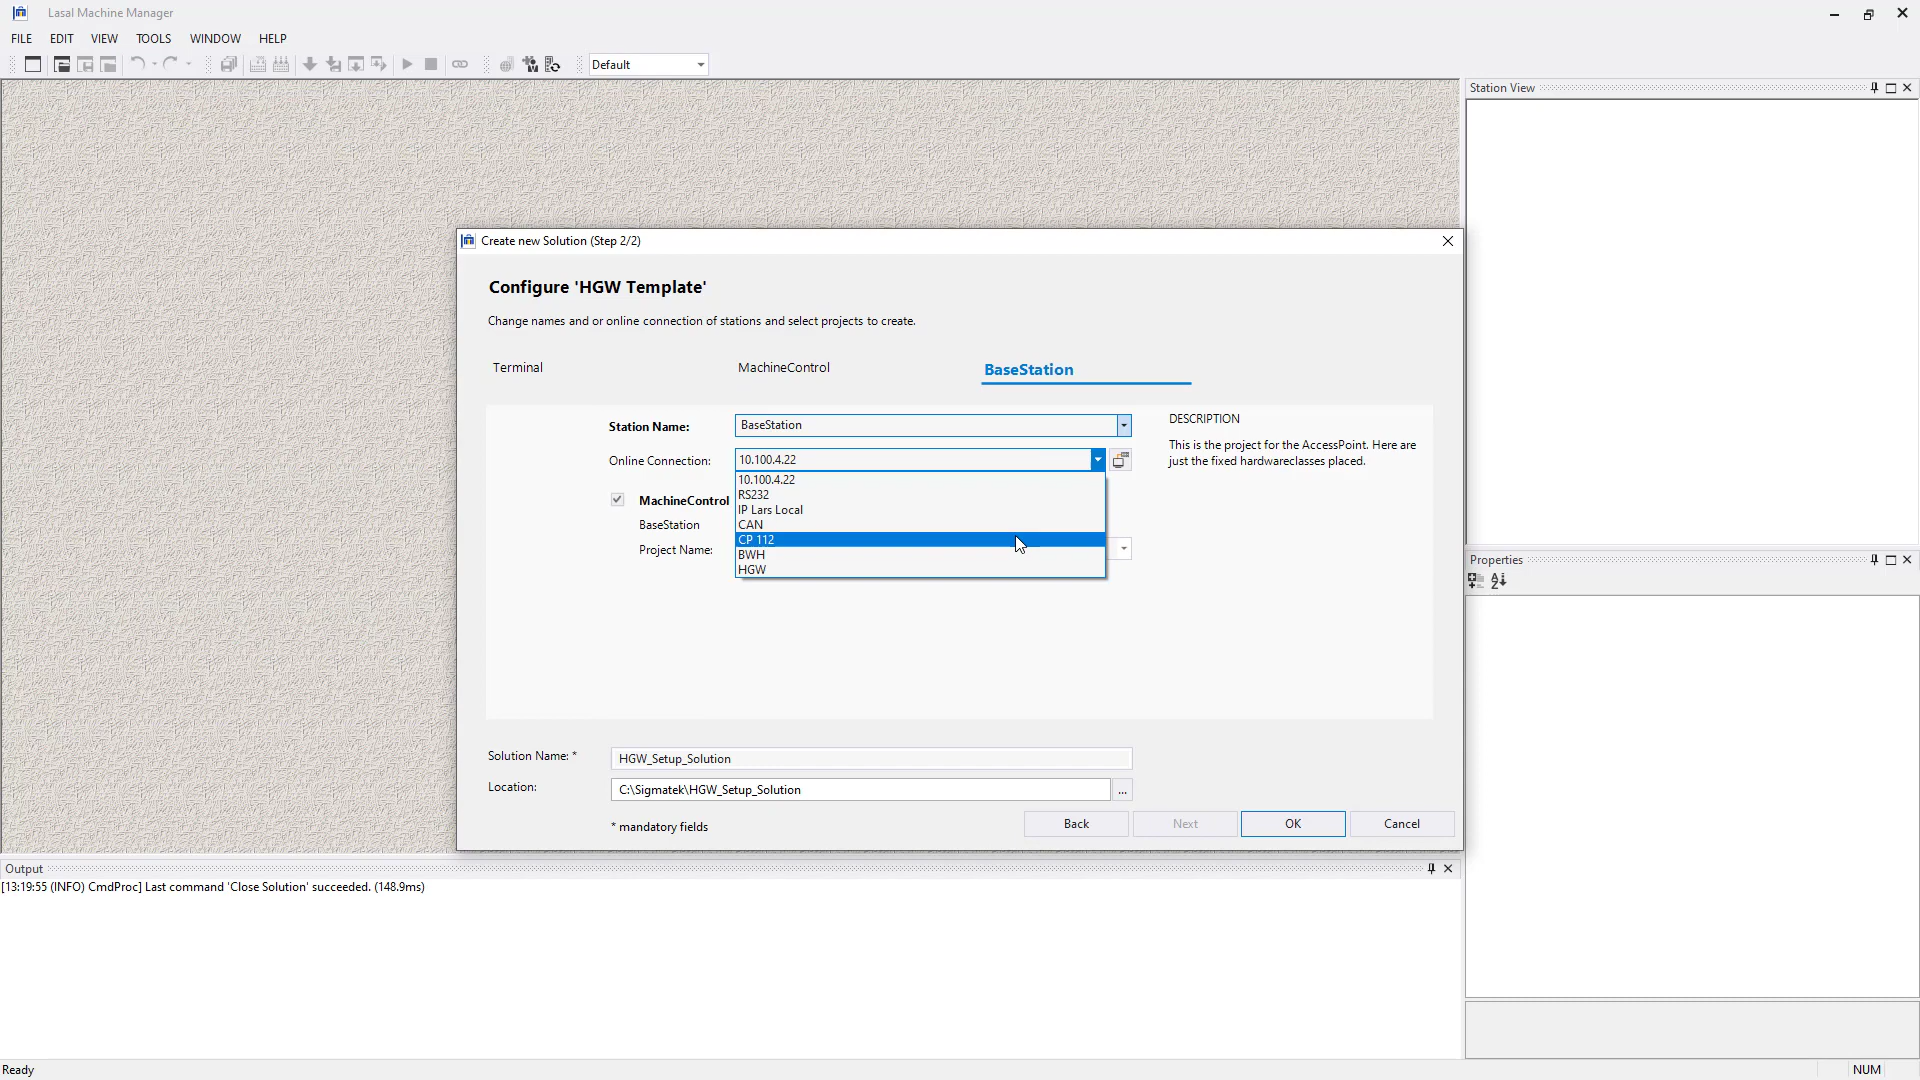 Lasal Machine Manager
FILE EDIT VIEW TOOLS WINDOW HELP
Default
Station View
Create new Solution (Step 2/2)
Configure 'HGW Template'
Change names and or online connection of stations and select projects to create.
Terminal MachineControl BaseStation
Station Name: BaseStation
DESCRIPTION
This is the project for the AccessPoint. Here are
just the fixed hardwareclasses placed.
Online Connection: 10.100.4.22
10.100.4.22
RS232
IP Lars Local
CAN
CP 112
BWH
HGW
MachineControl
BaseStation
Project Name:
Properties
Solution Name: * HGW_Setup_Solution
Location: C:\Sigmatek\HGW_Setup_Solution ...
* mandatory fields
Back Next OK Cancel
Output
[13:19:55 (INFO) CmdProc] Last command 'Close Solution' succeeded. (148.9ms)
Ready NUM